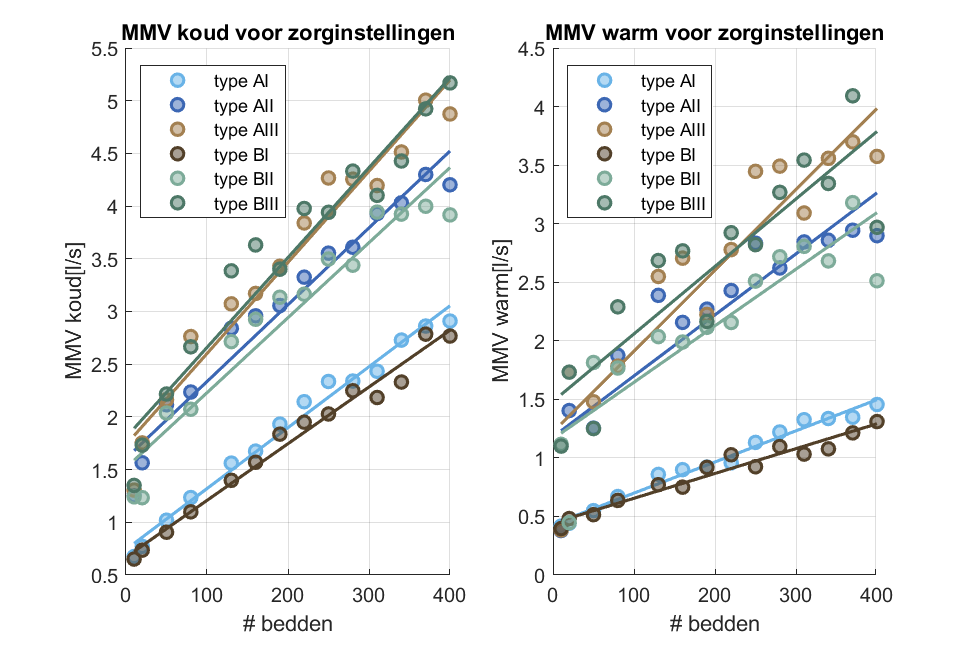 MMV koud voor zorginstellingen
5.5
5
4.5
4
3.5
3
2.5
2
1.5
1
0.5
MMV koud[l/s]
type AI
type AII
type AIII
type BI
type BII
type BIII
0
100
200
300
400
# bedden
MMV warm voor zorginstellingen
4.5
4
3.5
3
2.5
2
1.5
1
0.5
0
MMV warm[l/s]
type AI
type AII
type AIII
type BI
type BII
type BIII
0
100
200
300
400
# bedden